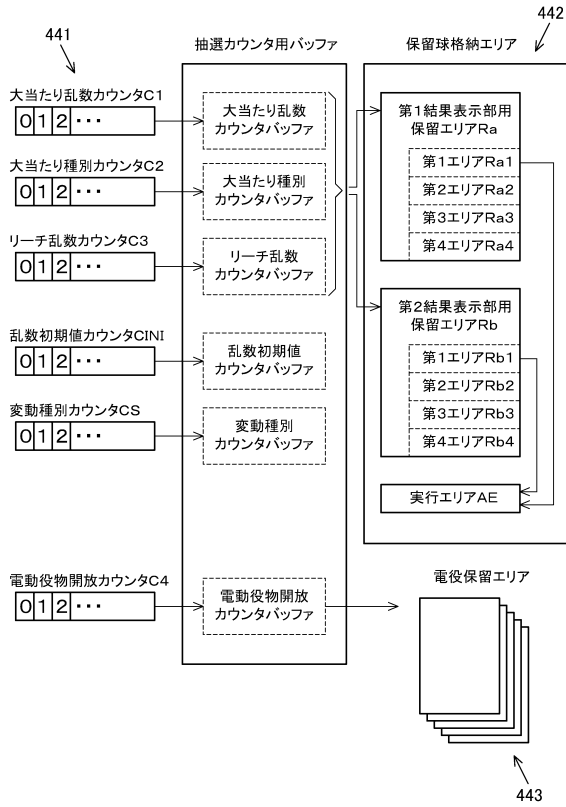 441
442
抽選カウンタ用バッファ
保留球格納エリア
大当たり乱数カウンタC1
0 1 2 ・・・
大当たり乱数
カウンタバッファ
第1結果表示部用
保留エリアRa
第1エリアRa1
第2エリアRa2
第3エリアRa3
第4エリアRa4
大当たり種別カウンタC2
0 1 2 ・・・
大当たり種別
カウンタバッファ
リーチ乱数カウンタC3
0 1 2 ・・・
リーチ乱数
カウンタバッファ
第2結果表示部用
保留エリアRb
第1エリアRb1
第2エリアRb2
第3エリアRb3
第4エリアRb4
乱数初期値カウンタCINI
0 1 2 ・・・
乱数初期値
カウンタバッファ
変動種別カウンタCS
0 1 2 ・・・
変動種別
カウンタバッファ
実行エリアAE
電動役物開放カウンタC4
0 1 2 ・・・
電動役物開放
カウンタバッファ
電役保留エリア
443